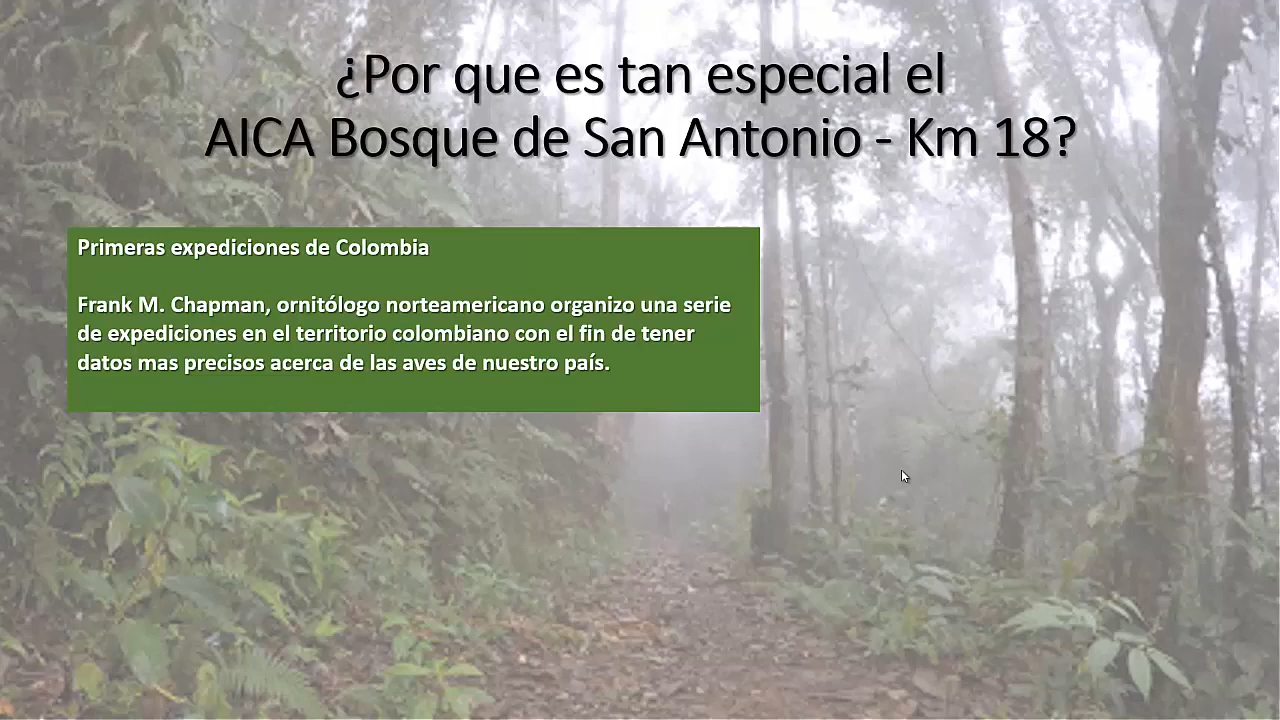 ¿Por que es tan especial el
AICA Bosque de San Antonio - Km 18?
Primeras expediciones de Colombia
Frank M. Chapman, ornitólogo norteamericano organizo una serie
de expediciones en el territorio colombiano con el fin de tener
datos mas precisos acerca de las aves de nuestro país.